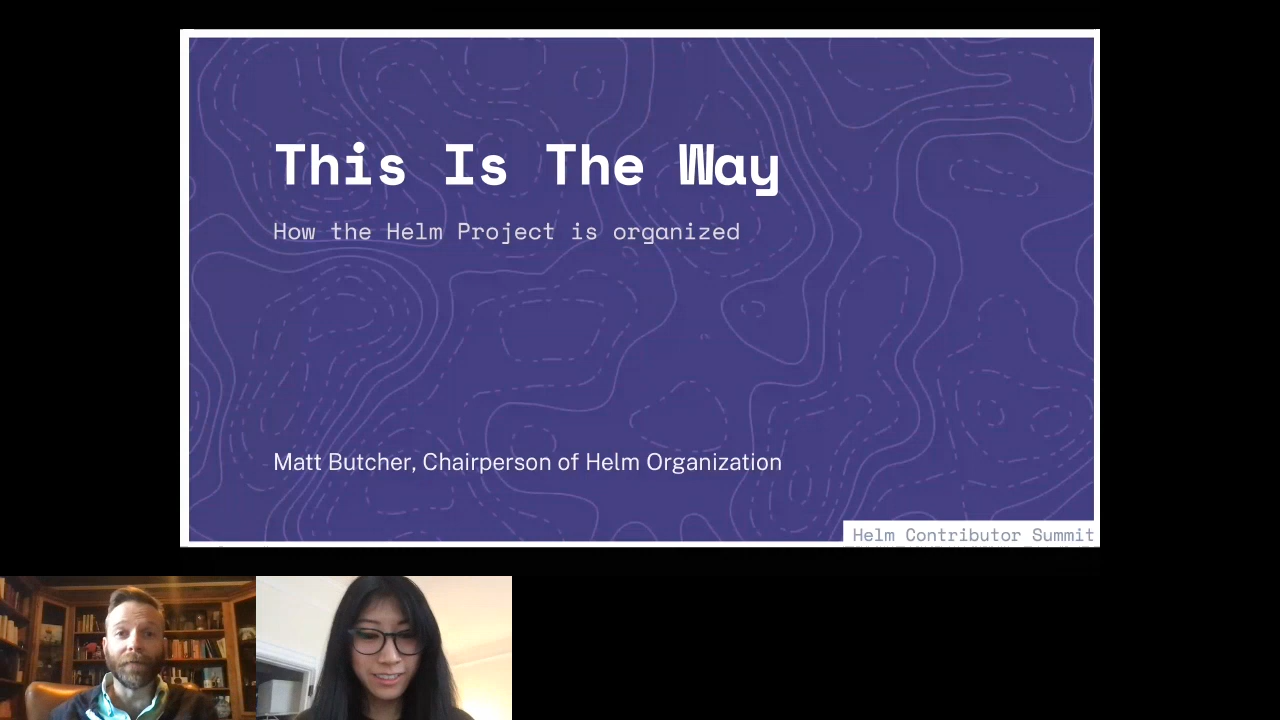 This Is The Way
How the Helm Project is organized
Matt Butcher, Chairperson of Helm Organization
Helm Contributor Summit